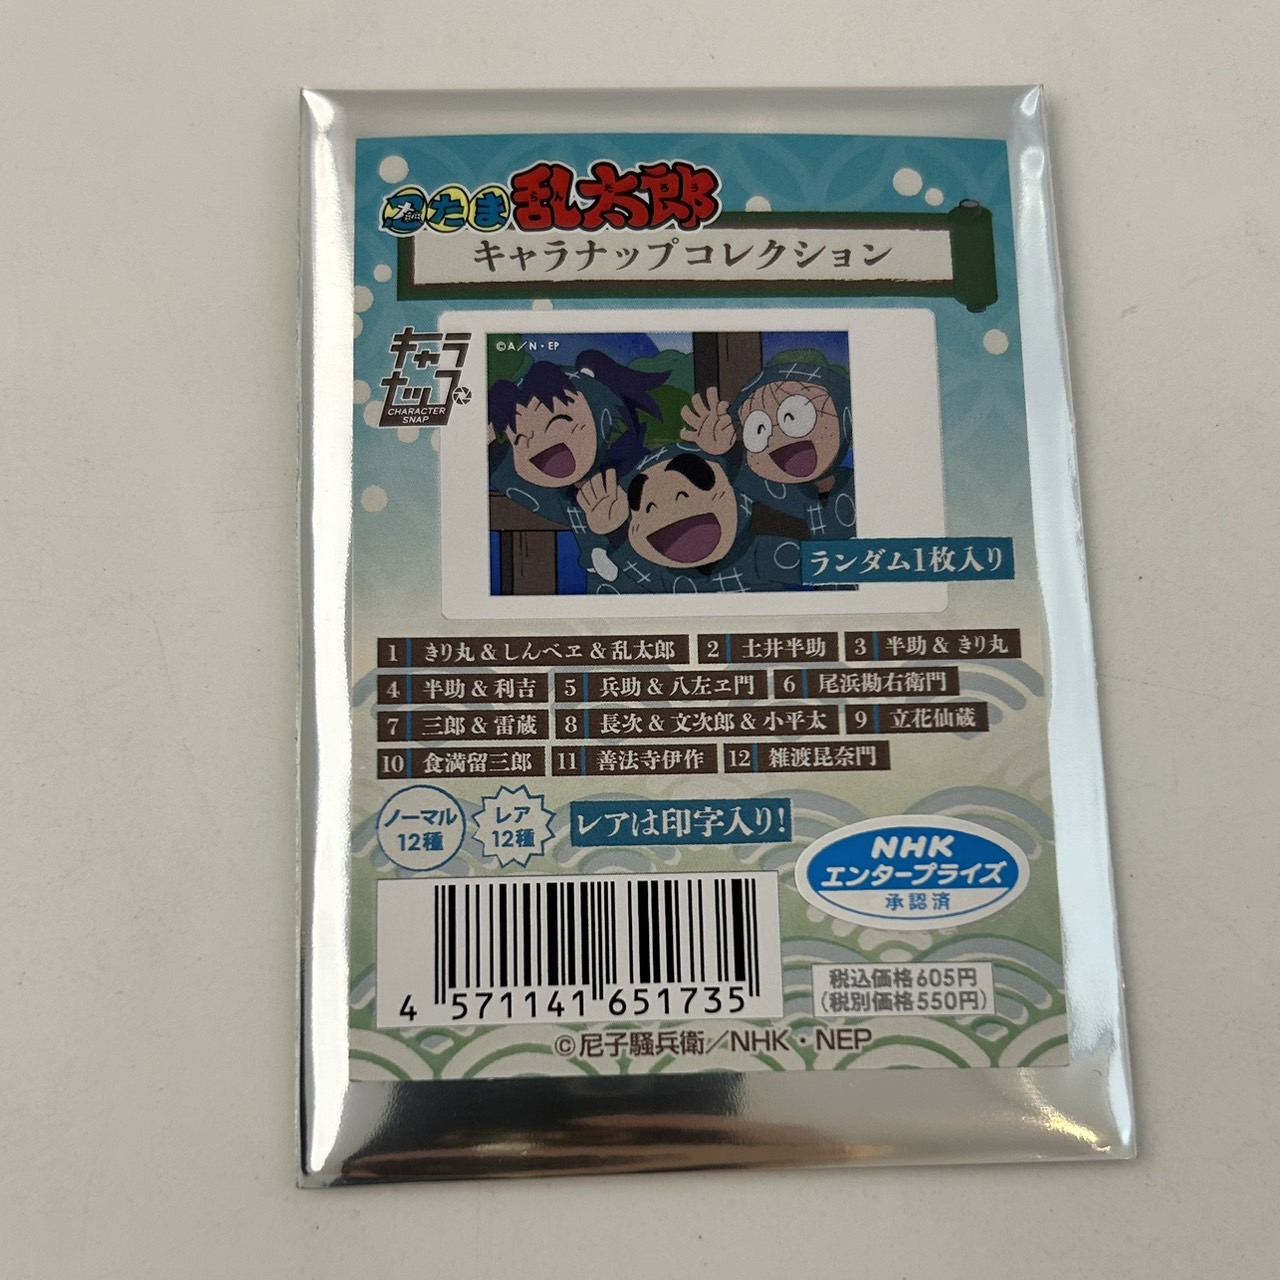 忍たま乱太郎
キャラナップコレクション
キャラナップ
CHARACTER
SNAP
©A/N・EP
ランダム1枚入り
1 きり丸&しんべヱ&乱太郎 2 土井半助 3 半助&きり丸
4 半助&利吉 5 兵助&八左ヱ門 6 尾浜勘右衛門
7 三郎&雷蔵 8 長次&文次郎&小平太 9 立花仙蔵
10 食満留三郎 11 善法寺伊作 12 雑渡昆奈門
ノーマル
12種
レア
12種
レアは印字入り!
NHK
エンタープライズ
承認済
4 571141 651735
税込価格605円
(税別価格550円)
©尼子騒兵衛/NHK・NEP